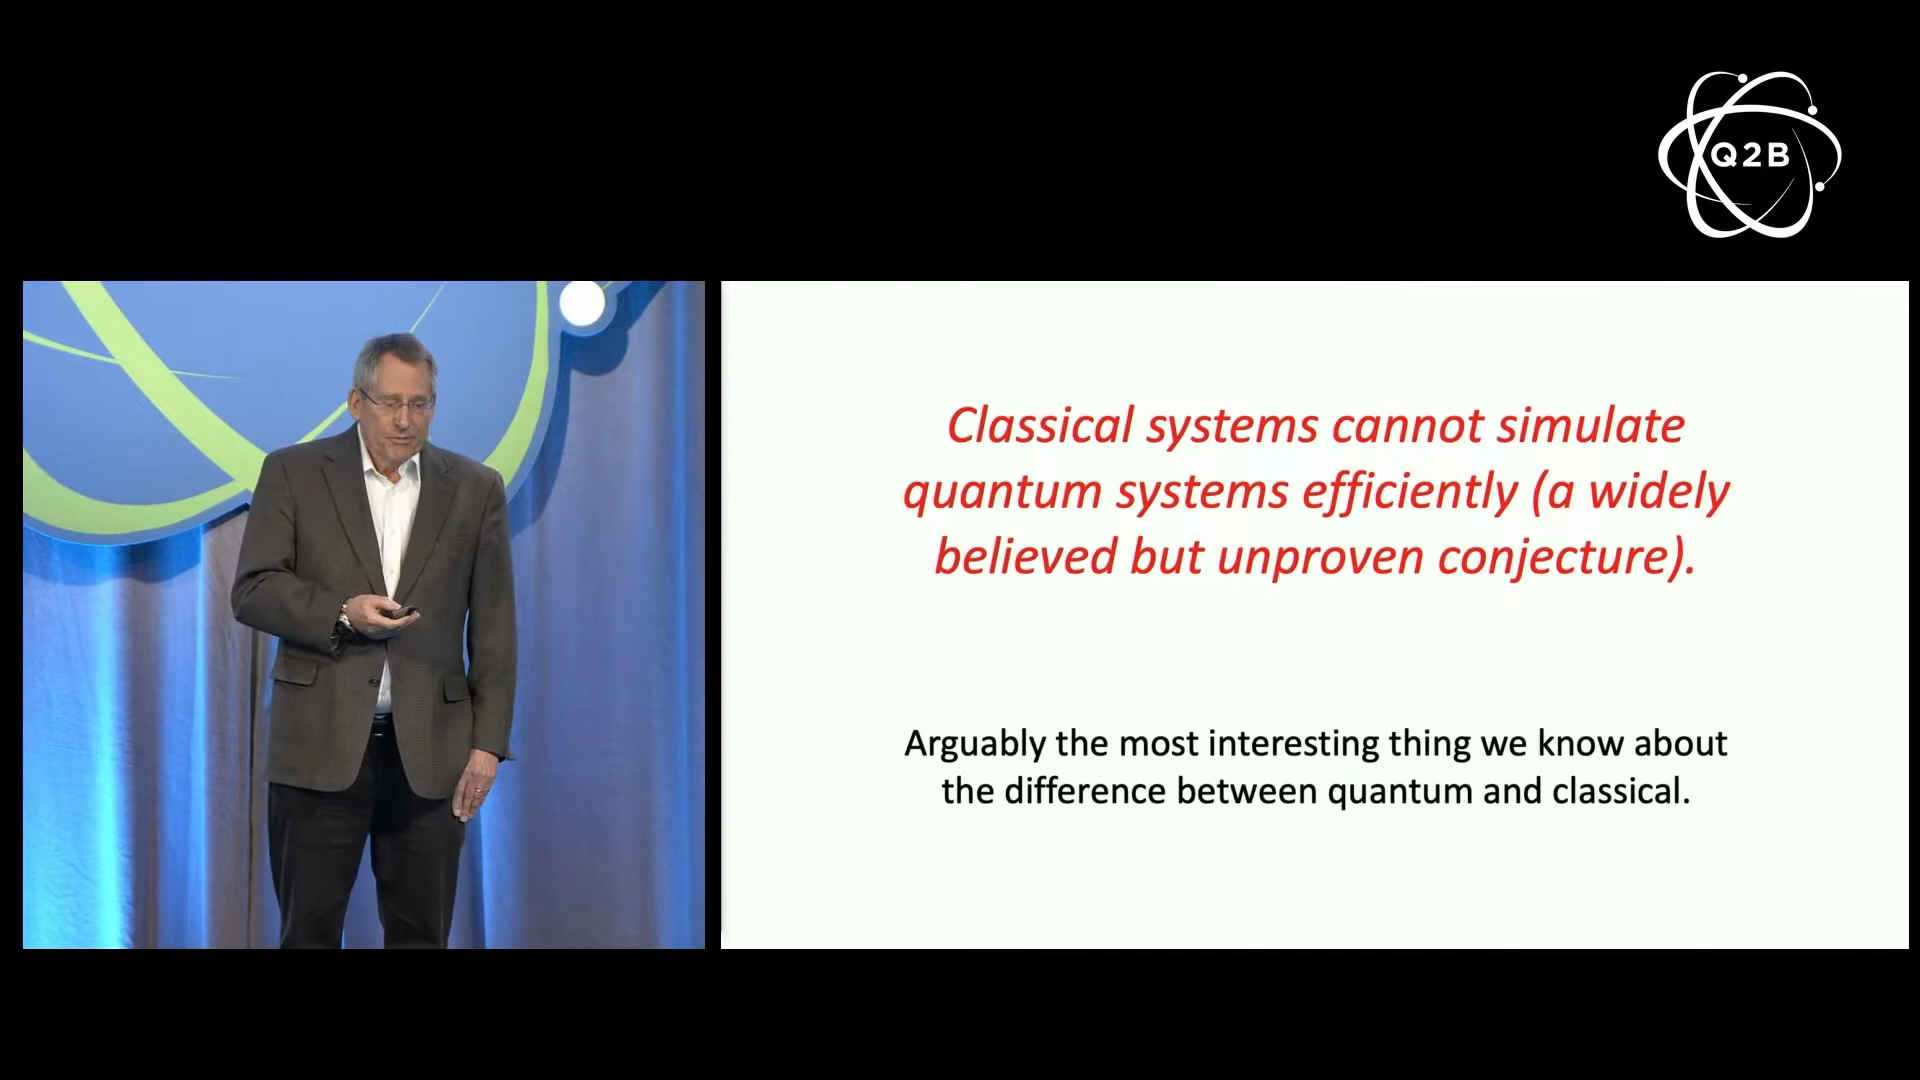 Q2B
Classical systems cannot simulate
quantum systems efficiently (a widely
believed but unproven conjecture).
Arguably the most interesting thing we know about
the difference between quantum and classical.